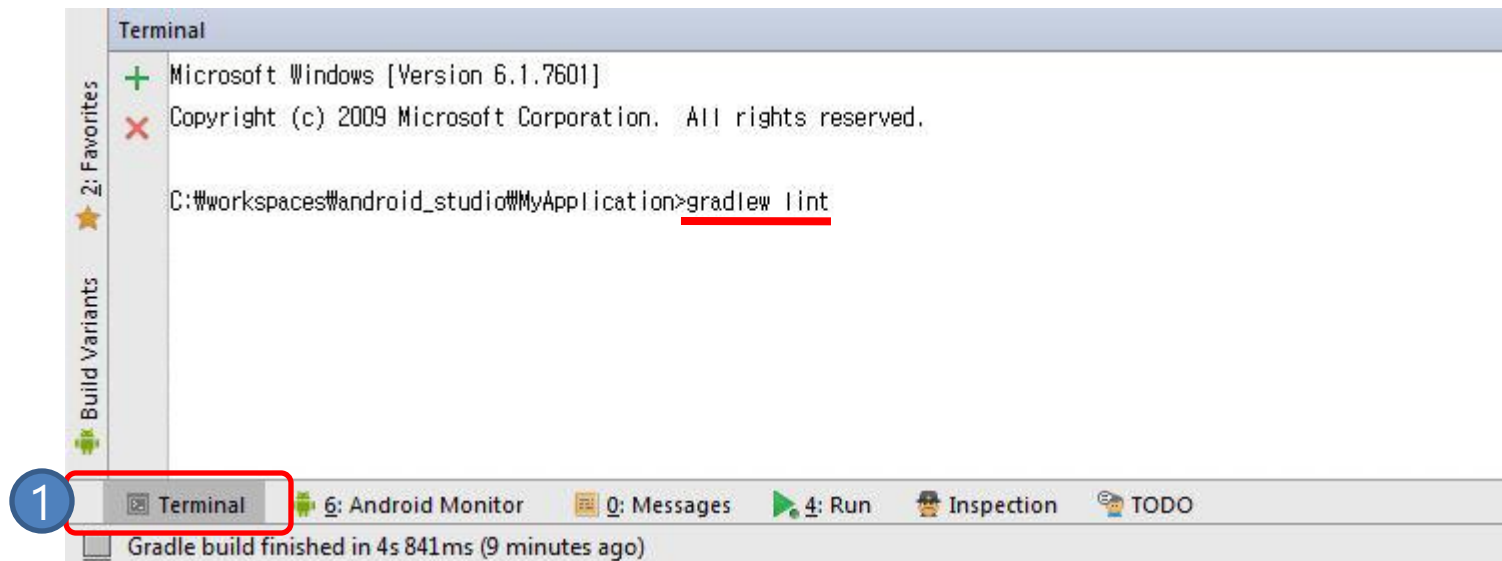 Terminal
Microsoft Windows [Version 6.1.7601]
Copyright (c) 2009 Microsoft Corporation.  All rights reserved.
C:₩workspaces₩android_studio₩MyApplication>gradlew lint
2: Favorites
Build Variants
1
Terminal
6: Android Monitor
0: Messages
4: Run
Inspection
TODO
Gradle build finished in 4s 841ms (9 minutes ago)